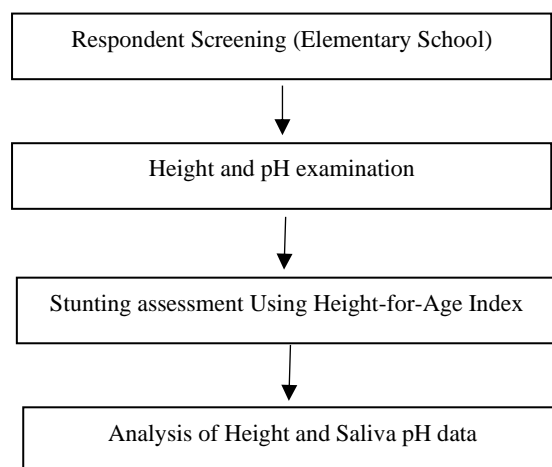 Respondent Screening (Elementary School)
Height and pH examination
Stunting assessment Using Height-for-Age Index
Analysis of Height and Saliva pH data